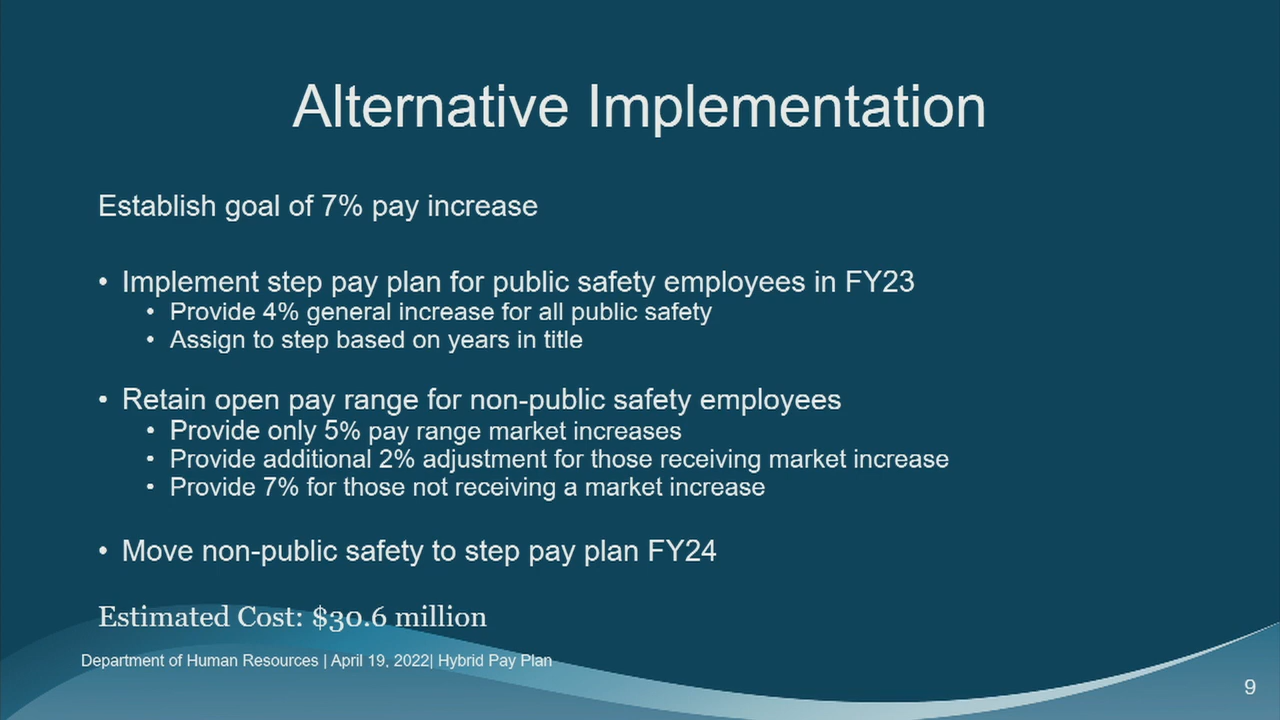 Alternative Implementation
Establish goal of 7% pay increase
• Implement step pay plan for public safety employees in FY23
• Provide 4% general increase for all public safety
• Assign to step based on years in title
• Retain open pay range for non-public safety employees
• Provide only 5% pay range market increases
• Provide additional 2% adjustment for those receiving market increase
• Provide 7% for those not receiving a market increase
• Move non-public safety to step pay plan FY24
Estimated Cost: $30.6 million
Department of Human Resources | April 19, 2022| Hybrid Pay Plan
9